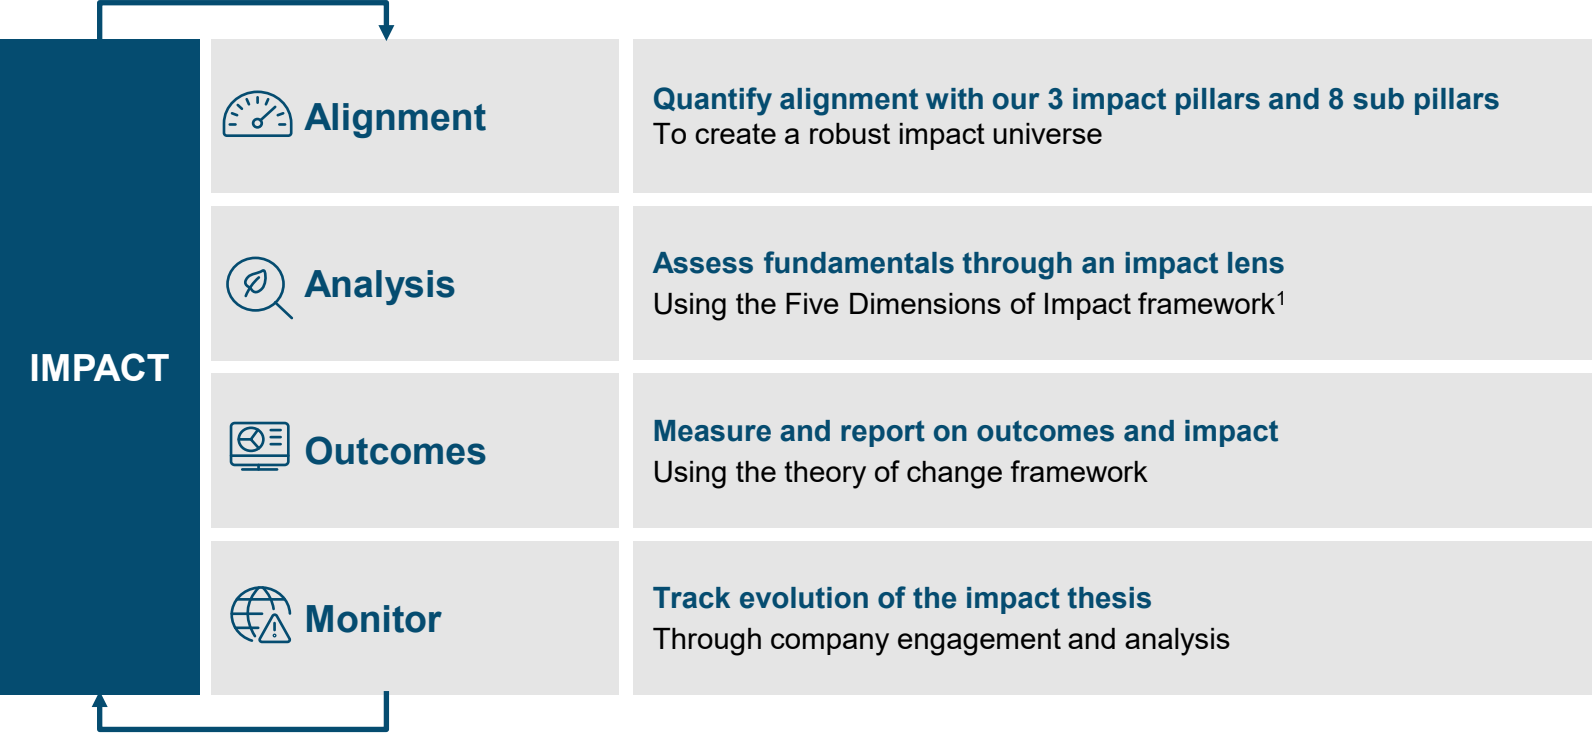 IMPACT
Alignment
Quantify alignment with our 3 impact pillars and 8 sub pillars
To create a robust impact universe
Analysis
Assess fundamentals through an impact lens
Using the Five Dimensions of Impact framework¹
Outcomes
Measure and report on outcomes and impact
Using the theory of change framework
Monitor
Track evolution of the impact thesis
Through company engagement and analysis